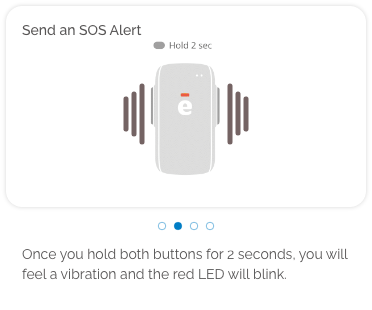 Send an SOS Alert
Hold 2 sec
e
Once you hold both buttons for 2 seconds, you will
feel a vibration and the red LED will blink.